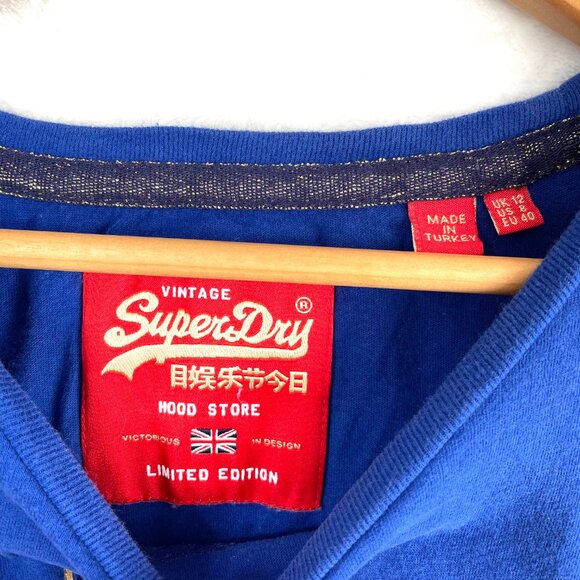 MADE
IN
TURKEY
UK 12
US 8
EU 40
VINTAGE
SuperDry®
目娱乐节今日
HOOD STORE
VICTORIOUS IN DESIGN
LIMITED EDITION